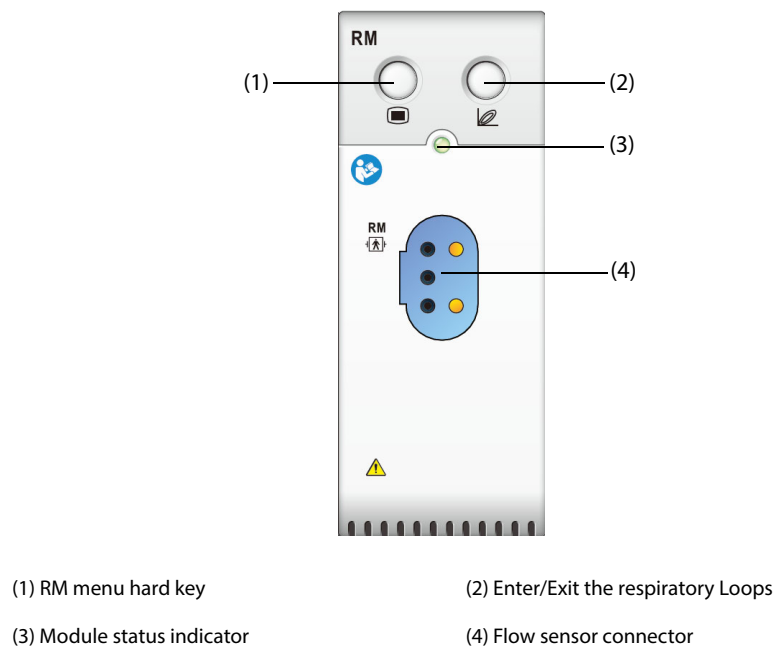 RM
(1)
(2)
(3)
RM
(4)
(1) RM menu hard key
(2) Enter/Exit the respiratory Loops
(3) Module status indicator
(4) Flow sensor connector